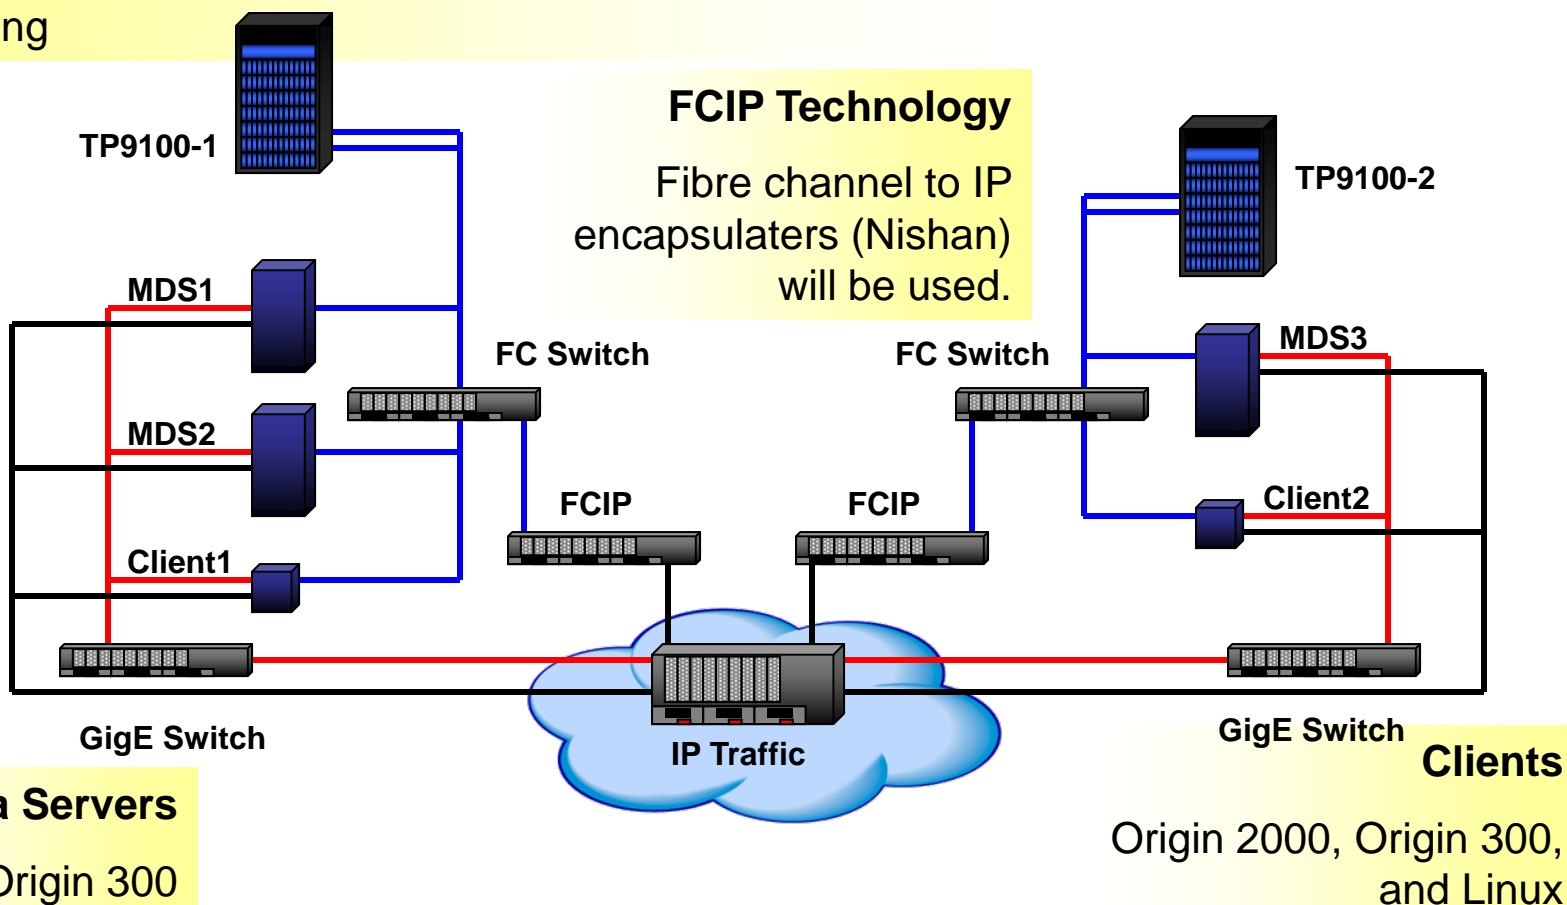 ng
FCIP Technology
Fibre channel to IP
encapsulaters (Nishan)
will be used.
TP9100-1
TP9100-2
MDS1
MDS2
Client1
FC Switch
FC Switch
MDS3
Client2
FCIP
FCIP
GigE Switch
IP Traffic
GigE Switch
a Servers
Origin 300
Clients
Origin 2000, Origin 300,
and Linux